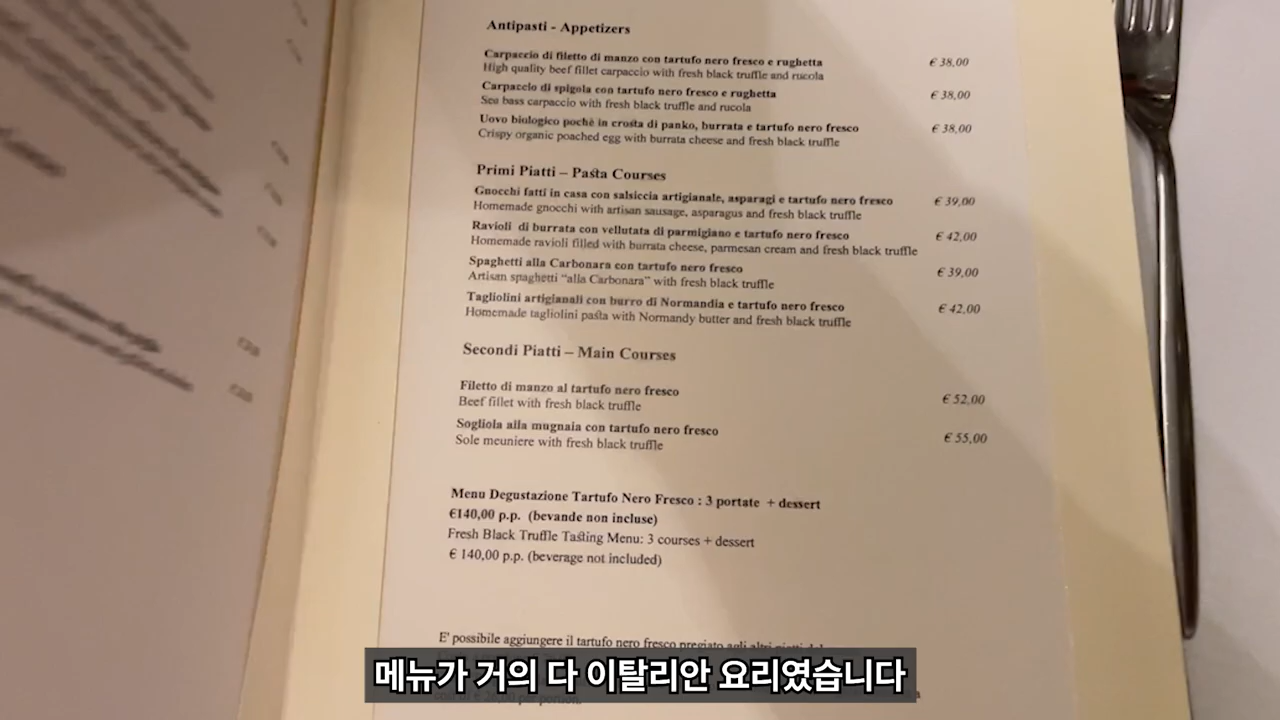 Antipasti - Appetizers
Carpaccio di filetto di manzo con tartufo nero fresco e rughetta € 38,00
High quality beef fillet carpaccio with fresh black truffle and rucola
Carpaccio di spigola con tartufo nero fresco e rughetta € 38,00
Sea bass carpaccio with fresh black truffle and rucola
Uovo biologico pochè in crosta di panko, burrata e tartufo nero fresco € 38,00
Crispy organic poached egg with burrata cheese and fresh black truffle
Primi Piatti – Pasta Courses
Gnocchi fatti in casa con salsiccia artigianale, asparagi e tartufo nero fresco € 39,00
Homemade gnocchi with artisan sausage, asparagus and fresh black truffle
Ravioli di burrata con vellutata di parmigiano e tartufo nero fresco € 42,00
Homemade ravioli filled with burrata cheese, parmesan cream and fresh black truffle
Spaghetti alla Carbonara con tartufo nero fresco € 39,00
Artisan spaghetti “alla Carbonara” with fresh black truffle
Tagliolini artigianali con burro di Normandia e tartufo nero fresco € 42,00
Homemade tagliolini pasta with Normandy butter and fresh black truffle
Secondi Piatti – Main Courses
Filetto di manzo al tartufo nero fresco € 52,00
Beef fillet with fresh black truffle
Sogliola alla mugnaia con tartufo nero fresco € 55,00
Sole meuniere with fresh black truffle
Menu Degustazione Tartufo Nero Fresco : 3 portate + dessert
€140,00 p.p. (bevande non incluse)
Fresh Black Truffle Tasting Menu: 3 courses + dessert
€ 140,00 p.p. (beverage not included)
E' possibile aggiungere il tartufo nero fresco pregiato agli altri piatti
메뉴가 거의 다 이탈리안 요리였습니다